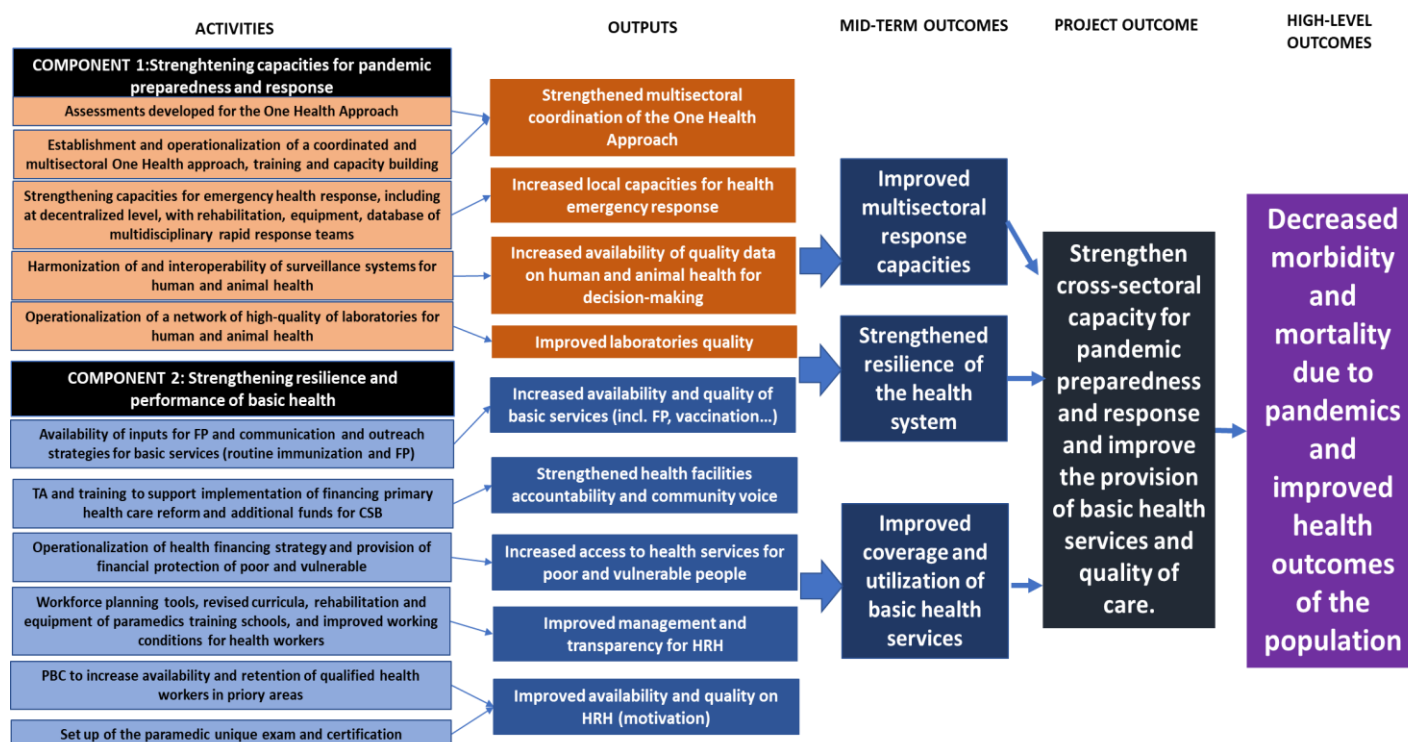 ACTIVITIES
OUTPUTS
MID-TERM OUTCOMES
PROJECT OUTCOME
HIGH-LEVEL
OUTCOMES
COMPONENT 1:Strenghtening capacities for pandemic
preparedness and response
Assessments developed for the One Health Approach
Establishment and operationalization of a coordinated and
multisectoral One Health approach, training and capacity building
Strengthening capacities for emergency health response, including
at decentralized level, with rehabilitation, equipment, database of
multidisciplinary rapid response teams
Harmonization of and interoperability of surveillance systems for
human and animal health
Operationalization of a network of high-quality of laboratories for
human and animal health
COMPONENT 2: Strengthening resilience and
performance of basic health
Availability of inputs for FP and communication and outreach
strategies for basic services (routine immunization and FP)
TA and training to support implementation of financing primary
health care reform and additional funds for CSB
Operationalization of health financing strategy and provision of
financial protection of poor and vulnerable
Workforce planning tools, revised curricula, rehabilitation and
equipment of paramedics training schools, and improved working
conditions for health workers
PBC to increase availability and retention of qualified health
workers in priory areas
Set up of the paramedic unique exam and certification
Strengthened multisectoral
coordination of the One Health
Approach
Increased local capacities for health
emergency response
Increased availability of quality data
on human and animal health for
decision-making
Improved laboratories quality
Increased availability and quality of
basic services (incl. FP, vaccination...)
Strengthened health facilities
accountability and community voice
Increased access to health services for
poor and vulnerable people
Improved management and
transparency for HRH
Improved availability and quality on
HRH (motivation)
Improved
multisectoral
response
capacities
Strengthened
resilience of
the health
system
Improved
coverage and
utilization of
basic health
services
Strengthen
cross-sectoral
capacity for
pandemic
preparedness
and response
and improve
the provision
of basic health
services and
quality of
care.
Decreased
morbidity
and
mortality
due to
pandemics
and
improved
health
outcomes
of the
population